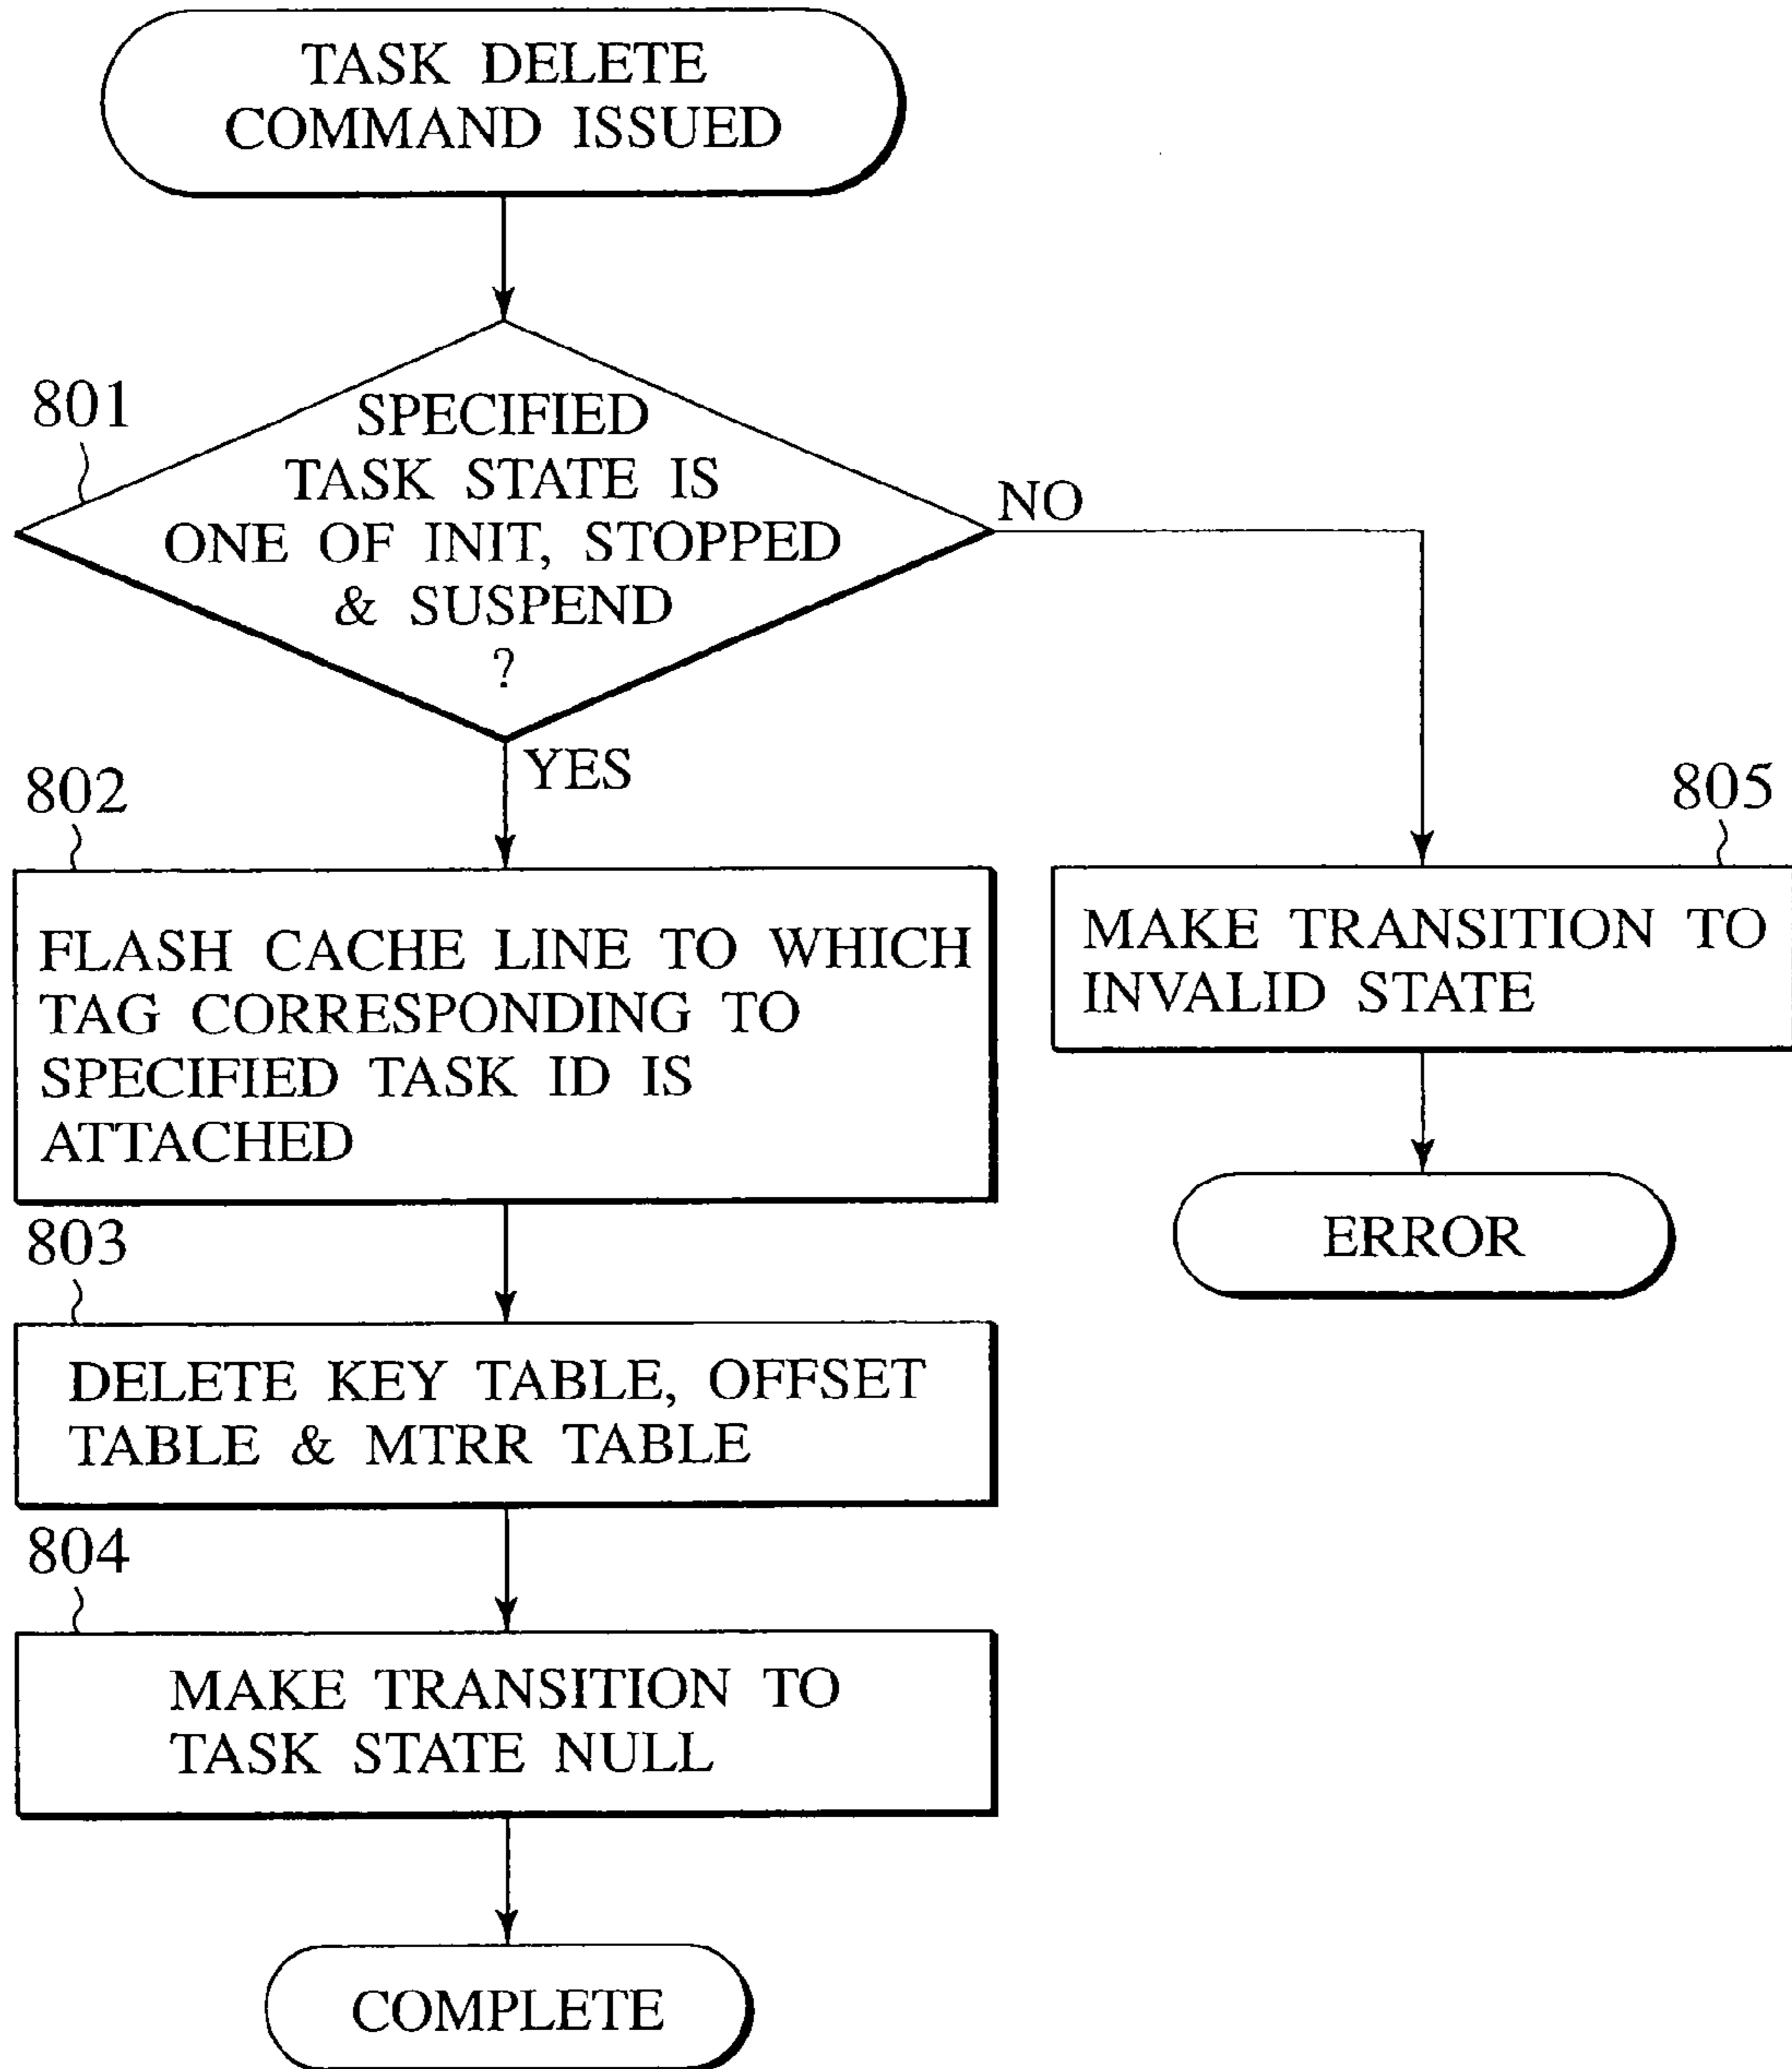 TASK DELETE
COMMAND ISSUED
801
SPECIFIED
TASK STATE IS
ONE OF INIT, STOPPED
& SUSPEND
?
NO
YES
802
FLASH CACHE LINE TO WHICH
TAG CORRESPONDING TO
SPECIFIED TASK ID IS
ATTACHED
805
MAKE TRANSITION TO
INVALID STATE
ERROR
803
DELETE KEY TABLE, OFFSET
TABLE & MTRR TABLE
804
MAKE TRANSITION TO
TASK STATE NULL
COMPLETE